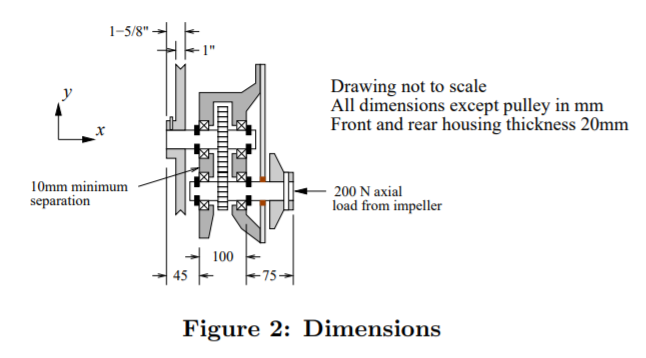 1-5/8"
1"
y
x
Drawing not to scale
All dimensions except pulley in mm
Front and rear housing thickness 20mm
10mm minimum
separation
200 N axial
load from impeller
100
45
75
Figure 2: Dimensions